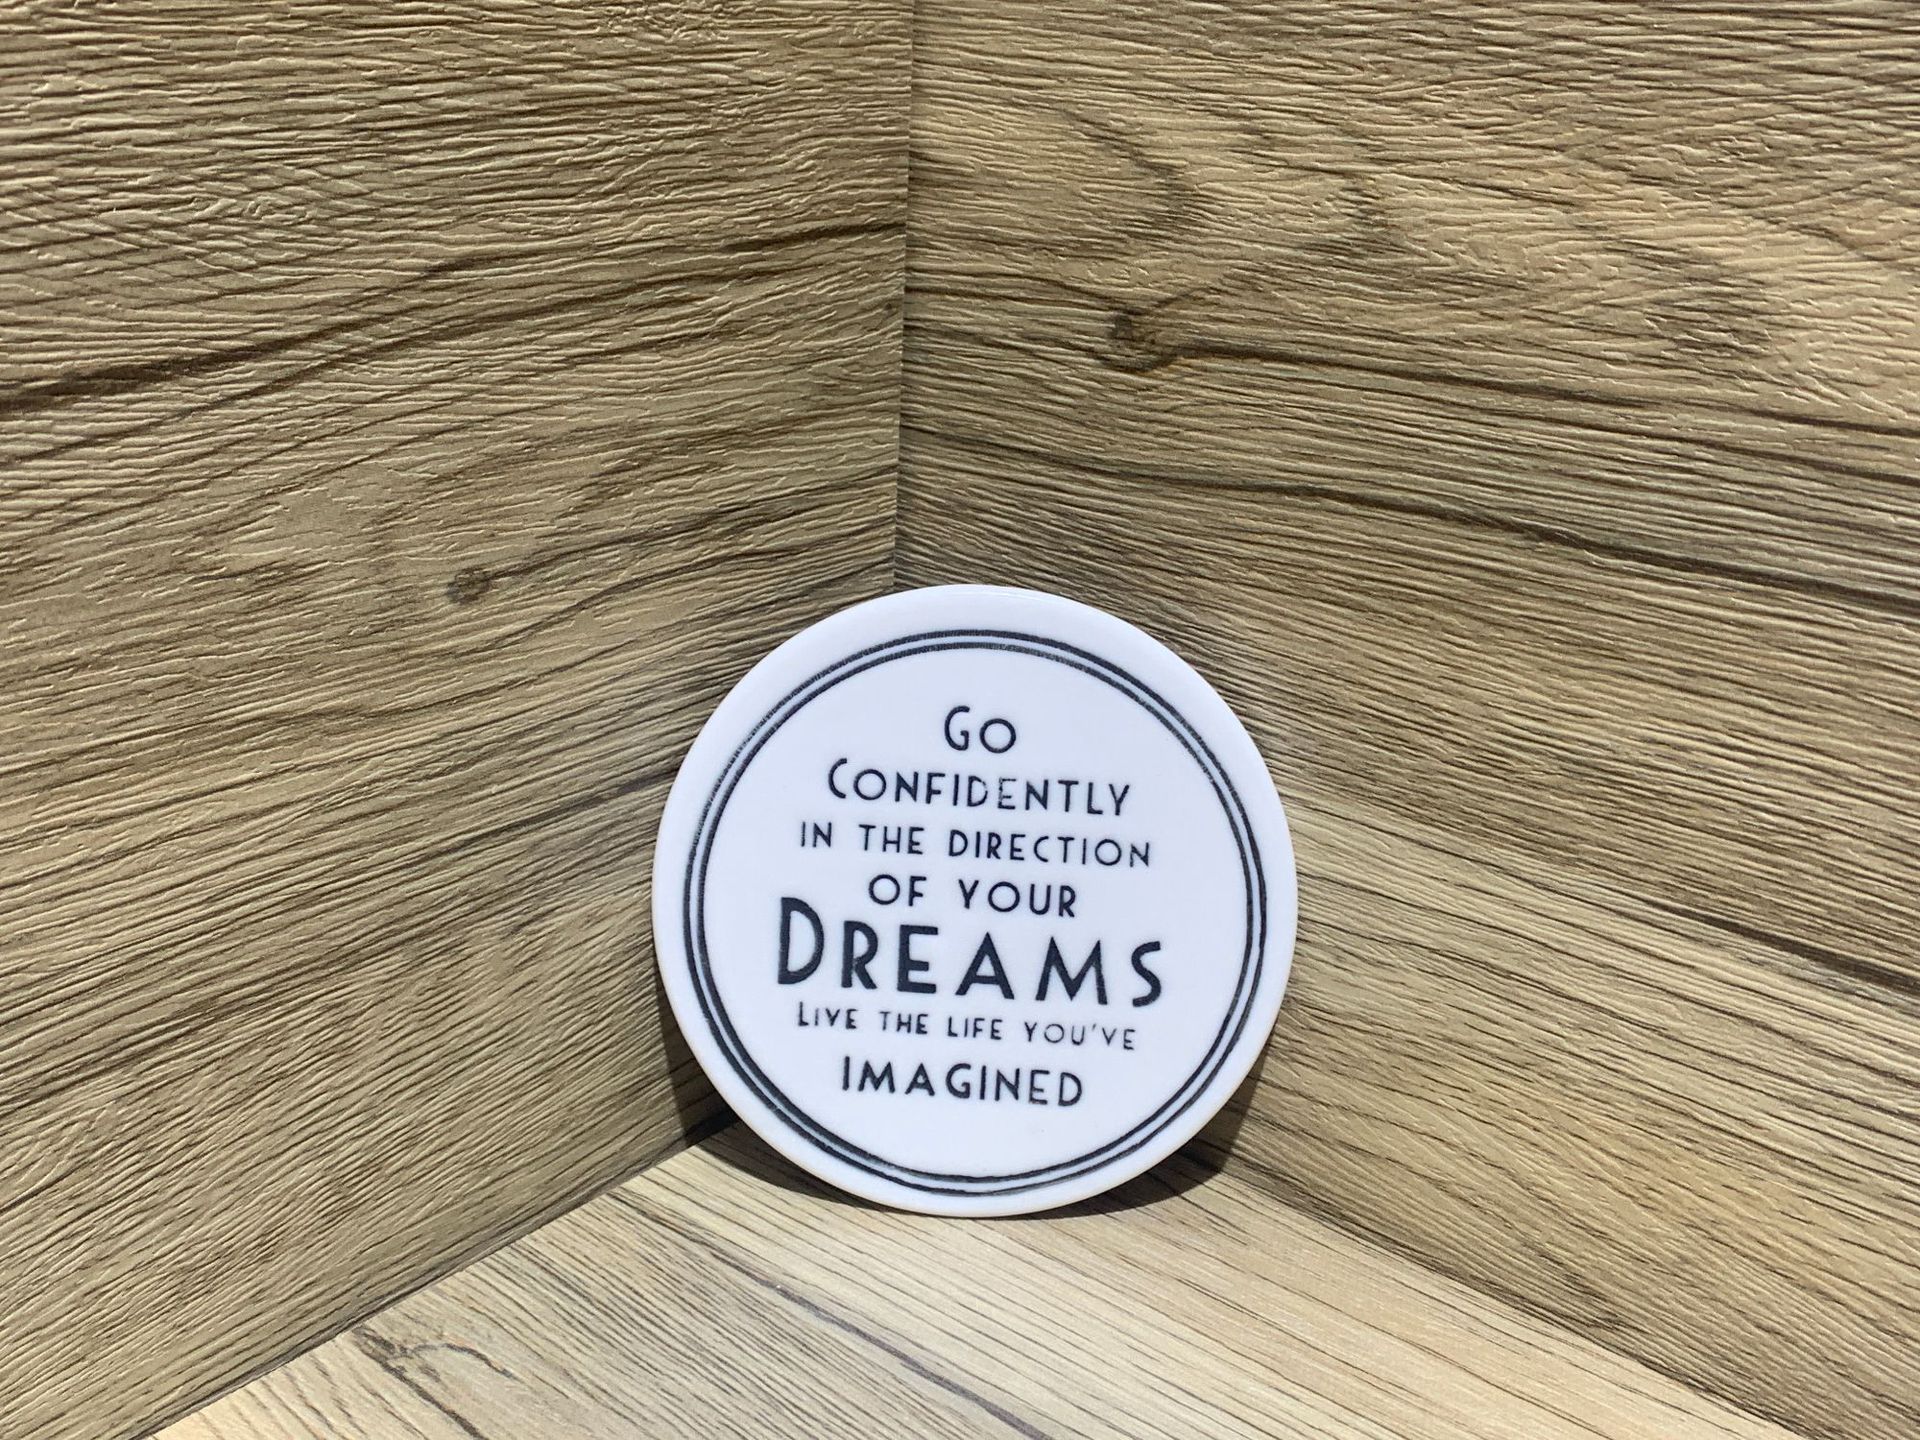 Go
Confidently
in the direction
of your
Dreams
Live the life you've
imagined